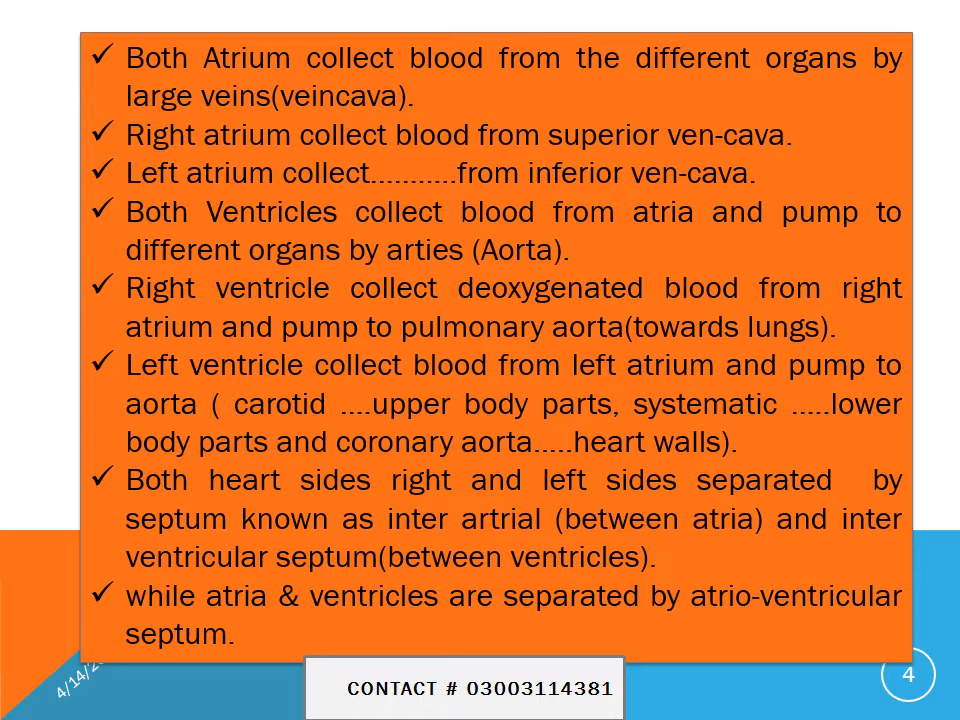 ✓ Both Atrium collect blood from the different organs by
large veins(veincava).
✓ Right atrium collect blood from superior ven-cava.
✓ Left atrium collect...........from inferior ven-cava.
✓ Both Ventricles collect blood from atria and pump to
different organs by arties (Aorta).
✓ Right ventricle collect deoxygenated blood from right
atrium and pump to pulmonary aorta(towards lungs).
✓ Left ventricle collect blood from left atrium and pump to
aorta ( carotid ....upper body parts, systematic .....lower
body parts and coronary aorta.....heart walls).
✓ Both heart sides right and left sides separated by
septum known as inter artrial (between atria) and inter
ventricular septum(between ventricles).
✓ while atria & ventricles are separated by atrio-ventricular
septum.
4/14/2
CONTACT # 03003114381
4